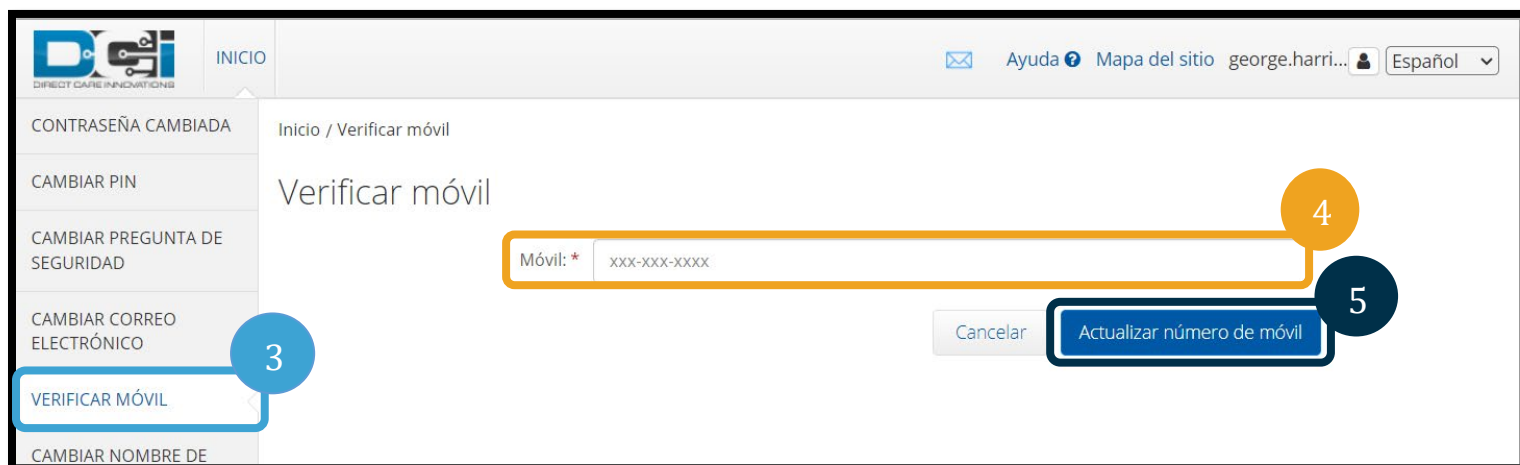 DCI
DIRECT CARE INNOVATIONS
INICIO
Ayuda ? Mapa del sitio george.harri... Español
CONTRASEÑA CAMBIADA
CAMBIAR PIN
CAMBIAR PREGUNTA DE
SEGURIDAD
CAMBIAR CORREO
ELECTRÓNICO
3
VERIFICAR MÓVIL
CAMBIAR NOMBRE DE
Inicio / Verificar móvil
Verificar móvil
4
Móvil: * xxx-xxx-xxxx
5
Cancelar Actualizar número de móvil